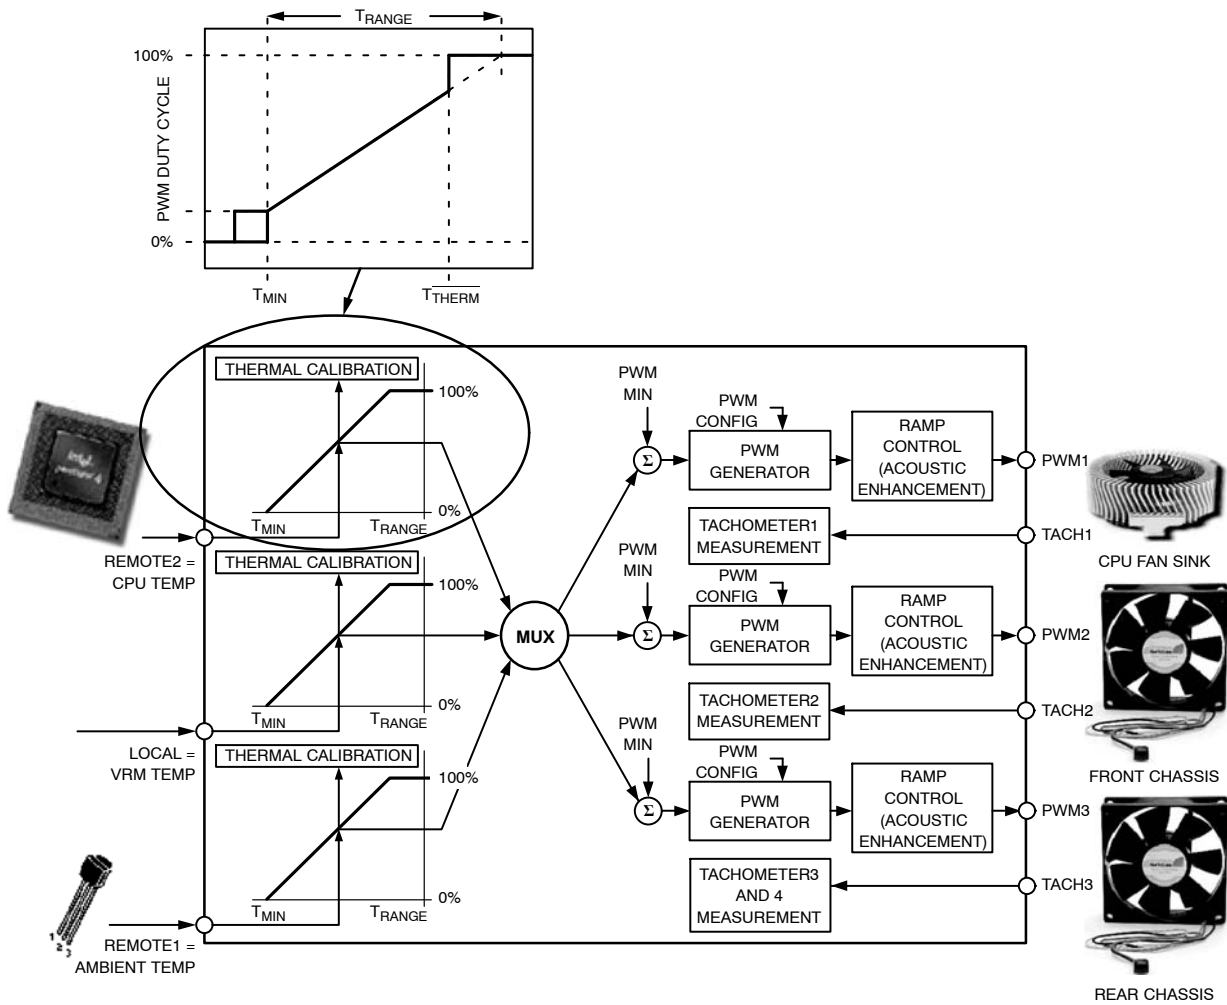 TRANGE
100%
PWM DUTY CYCLE
0%
TMIN
TTHERM
THERMAL CALIBRATION
100%
0%
TMIN
TRANGE
REMOTE2 =
CPU TEMP
THERMAL CALIBRATION
100%
0%
TMIN
TRANGE
LOCAL =
VRM TEMP
THERMAL CALIBRATION
100%
0%
TMIN
TRANGE
1
2
3
REMOTE1 =
AMBIENT TEMP
MUX
PWM
MIN
Σ
PWM
CONFIG
PWM
GENERATOR
RAMP
CONTROL
(ACOUSTIC
ENHANCEMENT)
PWM1
TACHOMETER1
MEASUREMENT
TACH1
CPU FAN SINK
PWM
MIN
Σ
PWM
CONFIG
PWM
GENERATOR
RAMP
CONTROL
(ACOUSTIC
ENHANCEMENT)
PWM2
TACHOMETER2
MEASUREMENT
TACH2
FRONT CHASSIS
PWM
MIN
Σ
PWM
CONFIG
PWM
GENERATOR
RAMP
CONTROL
(ACOUSTIC
ENHANCEMENT)
PWM3
TACHOMETER3
AND 4
MEASUREMENT
TACH3
REAR CHASSIS
intel